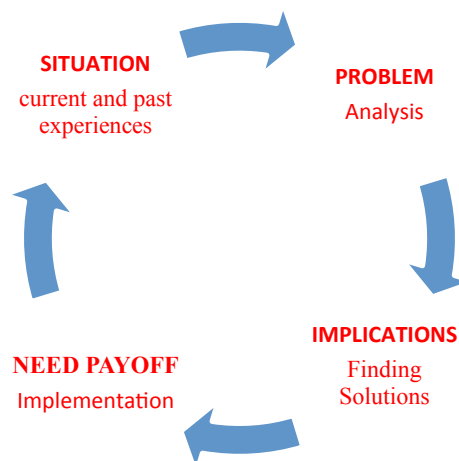 SITUATION
current and past
experiences
PROBLEM
Analysis
IMPLICATIONS
Finding
Solutions
NEED PAYOFF
Implementation